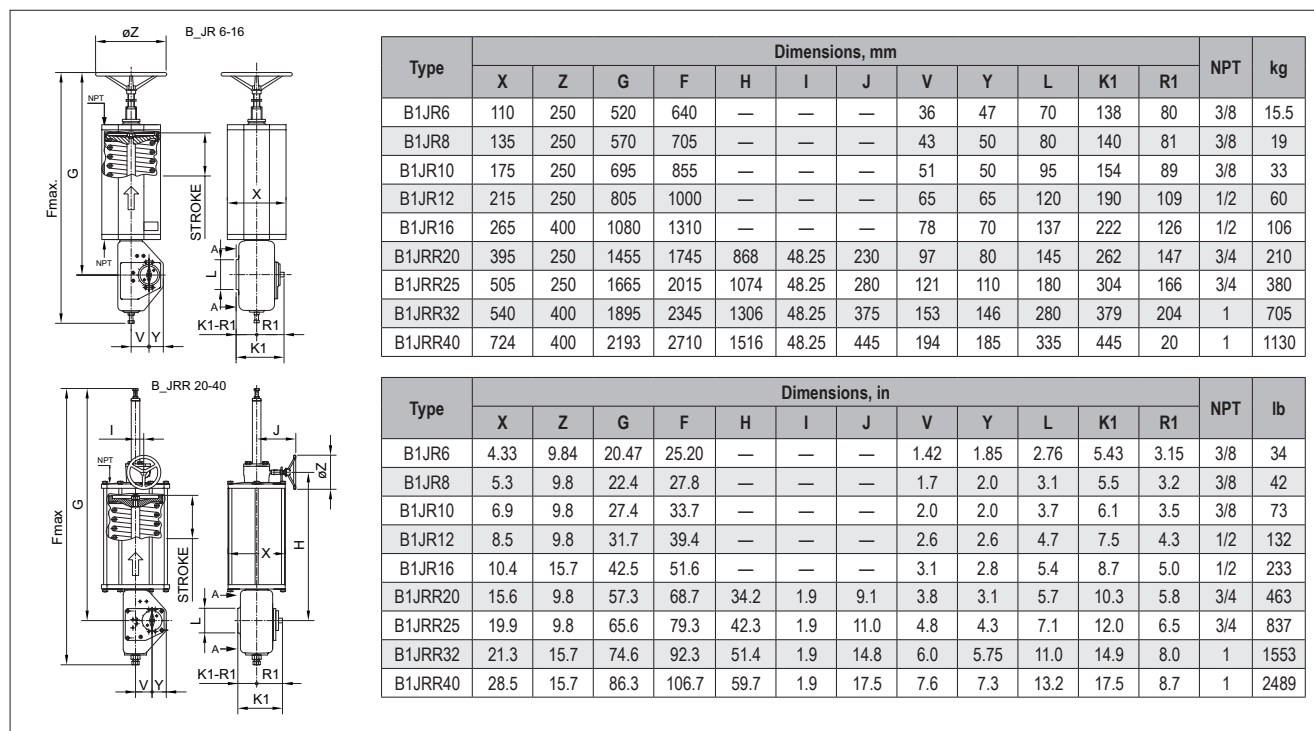 øZ B_JR 6-16
NPT
G
Fmax.
STROKE
X
NPT
A
L
A
K1-R1 R1
V Y
K1
B_JRR 20-40
I
J
NPT
øZ
G
Fmax
STROKE
X
H
A
L
A
K1-R1 R1
V Y
K1
Type Dimensions, mm NPT kg
X Z G F H I J V Y L K1 R1
B1JR6 110 250 520 640 — — — 36 47 70 138 80 3/8 15.5
B1JR8 135 250 570 705 — — — 43 50 80 140 81 3/8 19
B1JR10 175 250 695 855 — — — 51 50 95 154 89 3/8 33
B1JR12 215 250 805 1000 — — — 65 65 120 190 109 1/2 60
B1JR16 265 400 1080 1310 — — — 78 70 137 222 126 1/2 106
B1JRR20 395 250 1455 1745 868 48.25 230 97 80 145 262 147 3/4 210
B1JRR25 505 250 1665 2015 1074 48.25 280 121 110 180 304 166 3/4 380
B1JRR32 540 400 1895 2345 1306 48.25 375 153 146 280 379 204 1 705
B1JRR40 724 400 2193 2710 1516 48.25 445 194 185 335 445 20 1 1130
Type Dimensions, in NPT lb
X Z G F H I J V Y L K1 R1
B1JR6 4.33 9.84 20.47 25.20 — — — 1.42 1.85 2.76 5.43 3.15 3/8 34
B1JR8 5.3 9.8 22.4 27.8 — — — 1.7 2.0 3.1 5.5 3.2 3/8 42
B1JR10 6.9 9.8 27.4 33.7 — — — 2.0 2.0 3.7 6.1 3.5 3/8 73
B1JR12 8.5 9.8 31.7 39.4 — — — 2.6 2.6 4.7 7.5 4.3 1/2 132
B1JR16 10.4 15.7 42.5 51.6 — — — 3.1 2.8 5.4 8.7 5.0 1/2 233
B1JRR20 15.6 9.8 57.3 68.7 34.2 1.9 9.1 3.8 3.1 5.7 10.3 5.8 3/4 463
B1JRR25 19.9 9.8 65.6 79.3 42.3 1.9 11.0 4.8 4.3 7.1 12.0 6.5 3/4 837
B1JRR32 21.3 15.7 74.6 92.3 51.4 1.9 14.8 6.0 5.75 11.0 14.9 8.0 1 1553
B1JRR40 28.5 15.7 86.3 106.7 59.7 1.9 17.5 7.6 7.3 13.2 17.5 8.7 1 2489